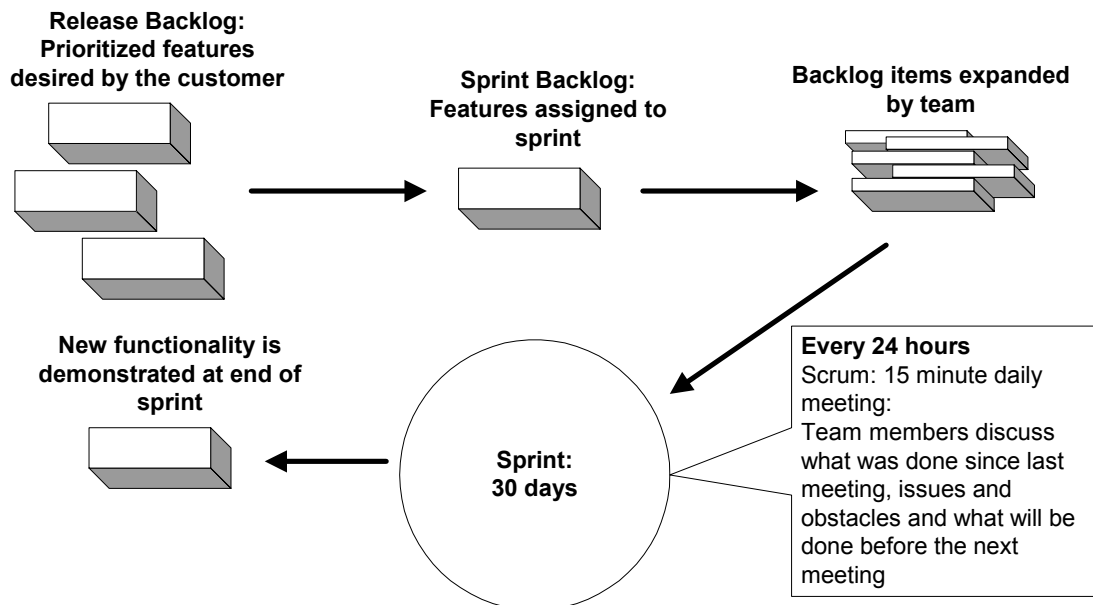 Release Backlog:
Prioritized features
desired by the customer
Sprint Backlog:
Features assigned to
sprint
Backlog items expanded
by team
New functionality is
demonstrated at end of
sprint
Sprint:
30 days
Every 24 hours
Scrum: 15 minute daily
meeting:
Team members discuss
what was done since last
meeting, issues and
obstacles and what will be
done before the next
meeting